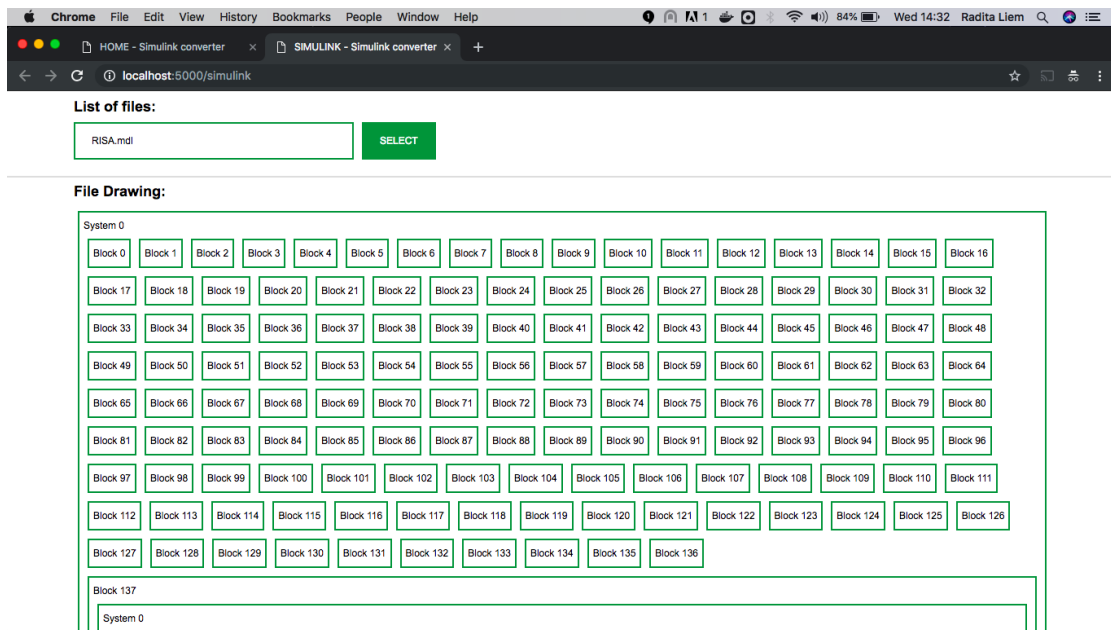 Chrome File Edit View History Bookmarks People Window Help 1 84% Wed 14:32 Radita Liem
HOME - Simulink converter × SIMULINK - Simulink converter × +
localhost:5000/simulink
List of files:
RISA.mdl SELECT
File Drawing:
System 0
Block 0 Block 1 Block 2 Block 3 Block 4 Block 5 Block 6 Block 7 Block 8 Block 9 Block 10 Block 11 Block 12 Block 13 Block 14 Block 15 Block 16
Block 17 Block 18 Block 19 Block 20 Block 21 Block 22 Block 23 Block 24 Block 25 Block 26 Block 27 Block 28 Block 29 Block 30 Block 31 Block 32
Block 33 Block 34 Block 35 Block 36 Block 37 Block 38 Block 39 Block 40 Block 41 Block 42 Block 43 Block 44 Block 45 Block 46 Block 47 Block 48
Block 49 Block 50 Block 51 Block 52 Block 53 Block 54 Block 55 Block 56 Block 57 Block 58 Block 59 Block 60 Block 61 Block 62 Block 63 Block 64
Block 65 Block 66 Block 67 Block 68 Block 69 Block 70 Block 71 Block 72 Block 73 Block 74 Block 75 Block 76 Block 77 Block 78 Block 79 Block 80
Block 81 Block 82 Block 83 Block 84 Block 85 Block 86 Block 87 Block 88 Block 89 Block 90 Block 91 Block 92 Block 93 Block 94 Block 95 Block 96
Block 97 Block 98 Block 99 Block 100 Block 101 Block 102 Block 103 Block 104 Block 105 Block 106 Block 107 Block 108 Block 109 Block 110 Block 111
Block 112 Block 113 Block 114 Block 115 Block 116 Block 117 Block 118 Block 119 Block 120 Block 121 Block 122 Block 123 Block 124 Block 125 Block 126
Block 127 Block 128 Block 129 Block 130 Block 131 Block 132 Block 133 Block 134 Block 135 Block 136
Block 137
System 0